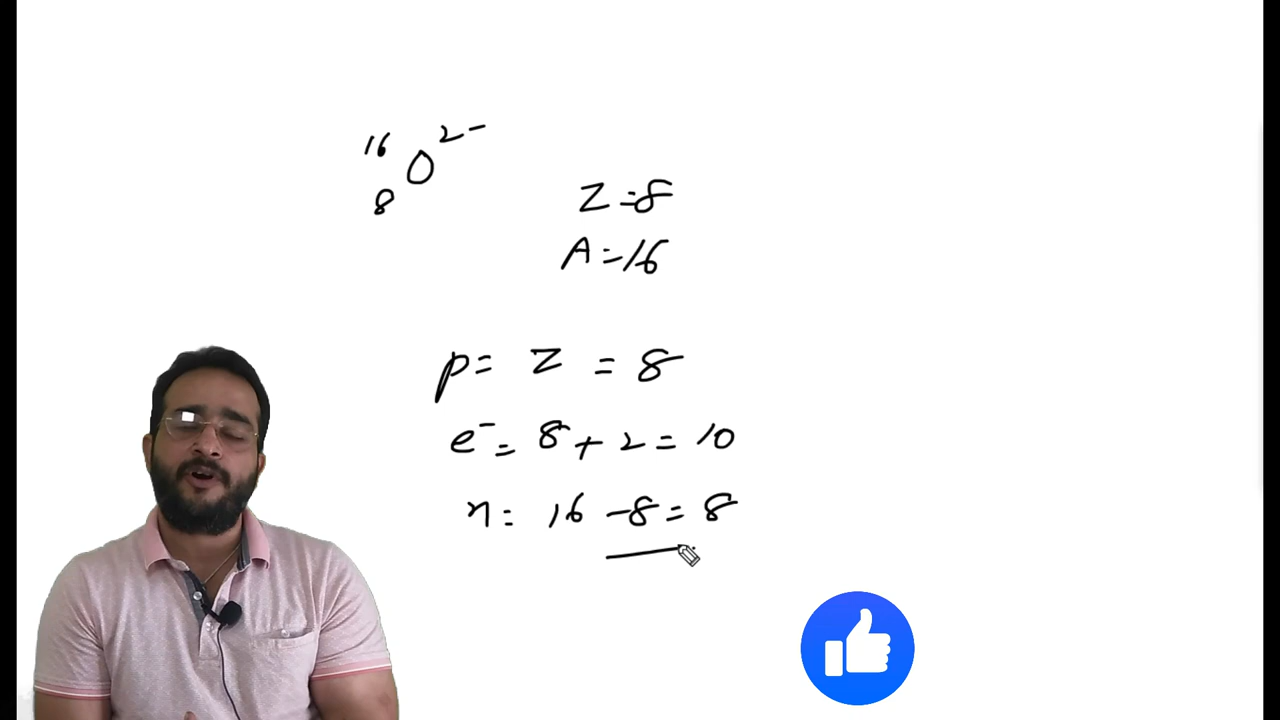 16
8 O 2-
Z=8
A=16
p= Z = 8
e⁻= 8+2=10
n= 16-8=8